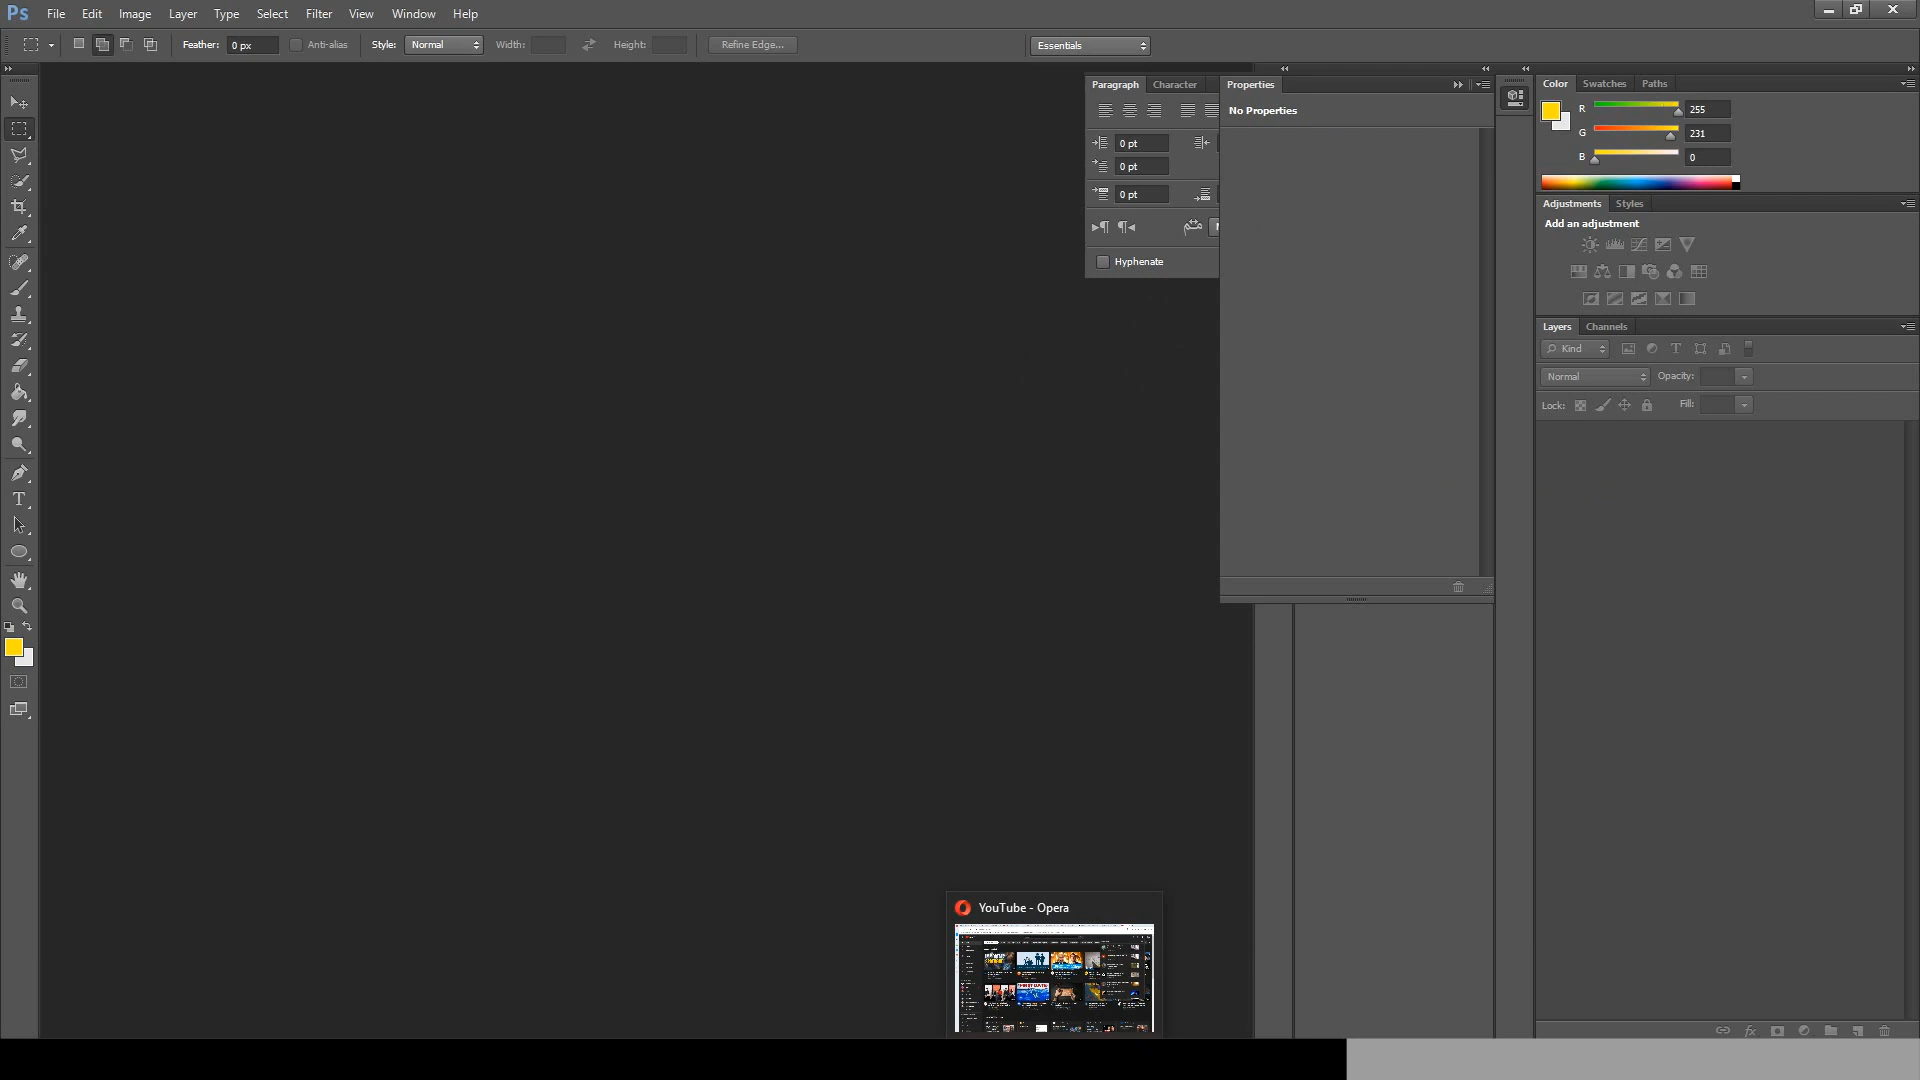 Ps File Edit Image Layer Type Select Filter View Window Help
Feather: 0 px Anti-alias Style: Normal Width: Height: Refine Edge... Essentials
Paragraph Character
0 pt
0 pt
0 pt
Hyphenate
Properties
No Properties
Color Swatches Paths
R 255
G 231
B 0
Adjustments Styles
Add an adjustment
Layers Channels
Kind
Normal Opacity:
Lock: Fill:
YouTube - Opera